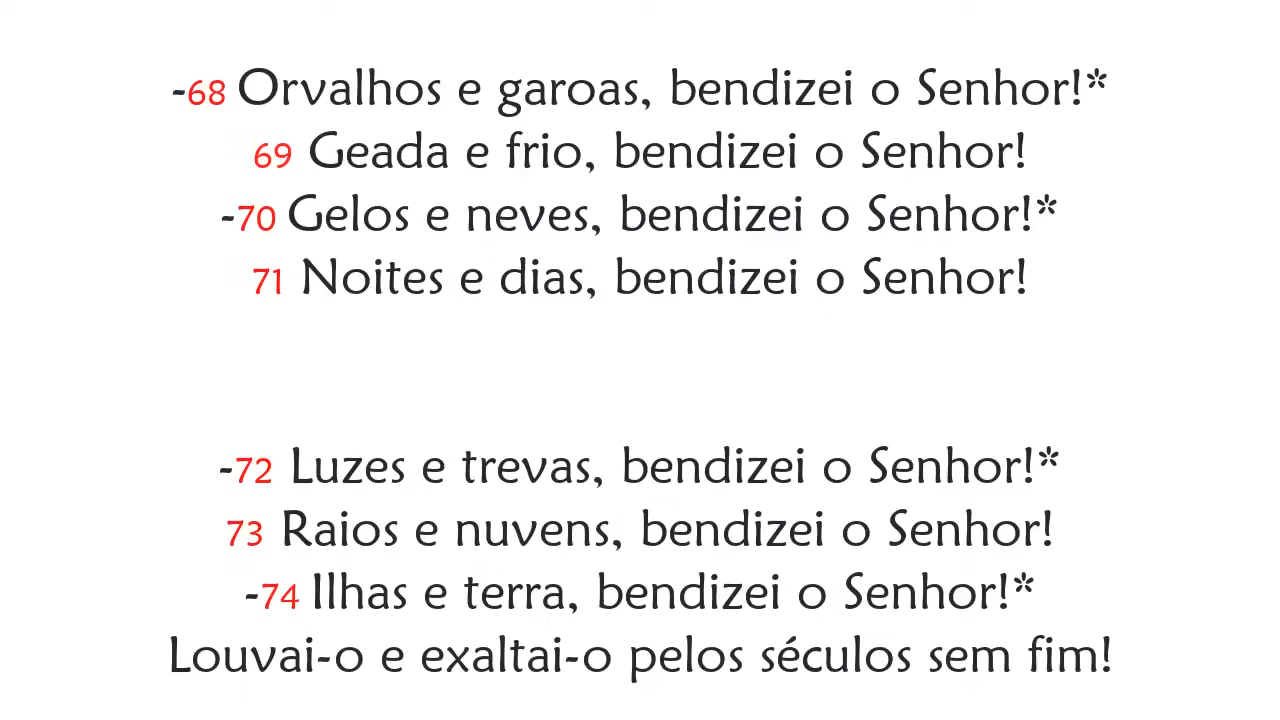 -68 Orvalhos e garoas, bendizei o Senhor!*
69 Geada e frio, bendizei o Senhor!
-70 Gelos e neves, bendizei o Senhor!*
71 Noites e dias, bendizei o Senhor!
-72 Luzes e trevas, bendizei o Senhor!*
73 Raios e nuvens, bendizei o Senhor!
-74 Ilhas e terra, bendizei o Senhor!*
Louvai-o e exaltai-o pelos séculos sem fim!